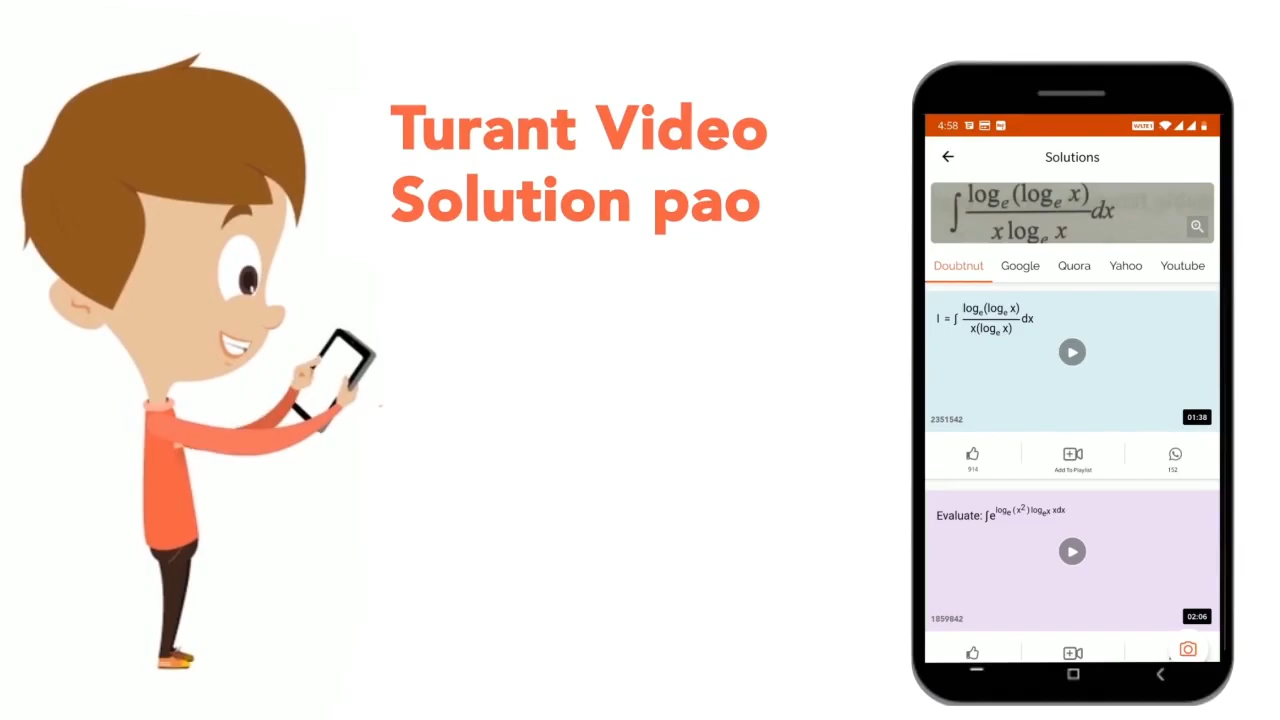 Turant Video
Solution pao
4:58
VoLTE1
Solutions
∫ logₑ(logₑ x) / x logₑ x dx
Doubtnut Google Quora Yahoo Youtube
I = ∫ logₑ(logₑ x) / x(logₑ x) dx
2351542 01:38
914 Add To Playlist 152
Evaluate: ∫e^logₑ(x²)logₑx xdx
1859842 02:06